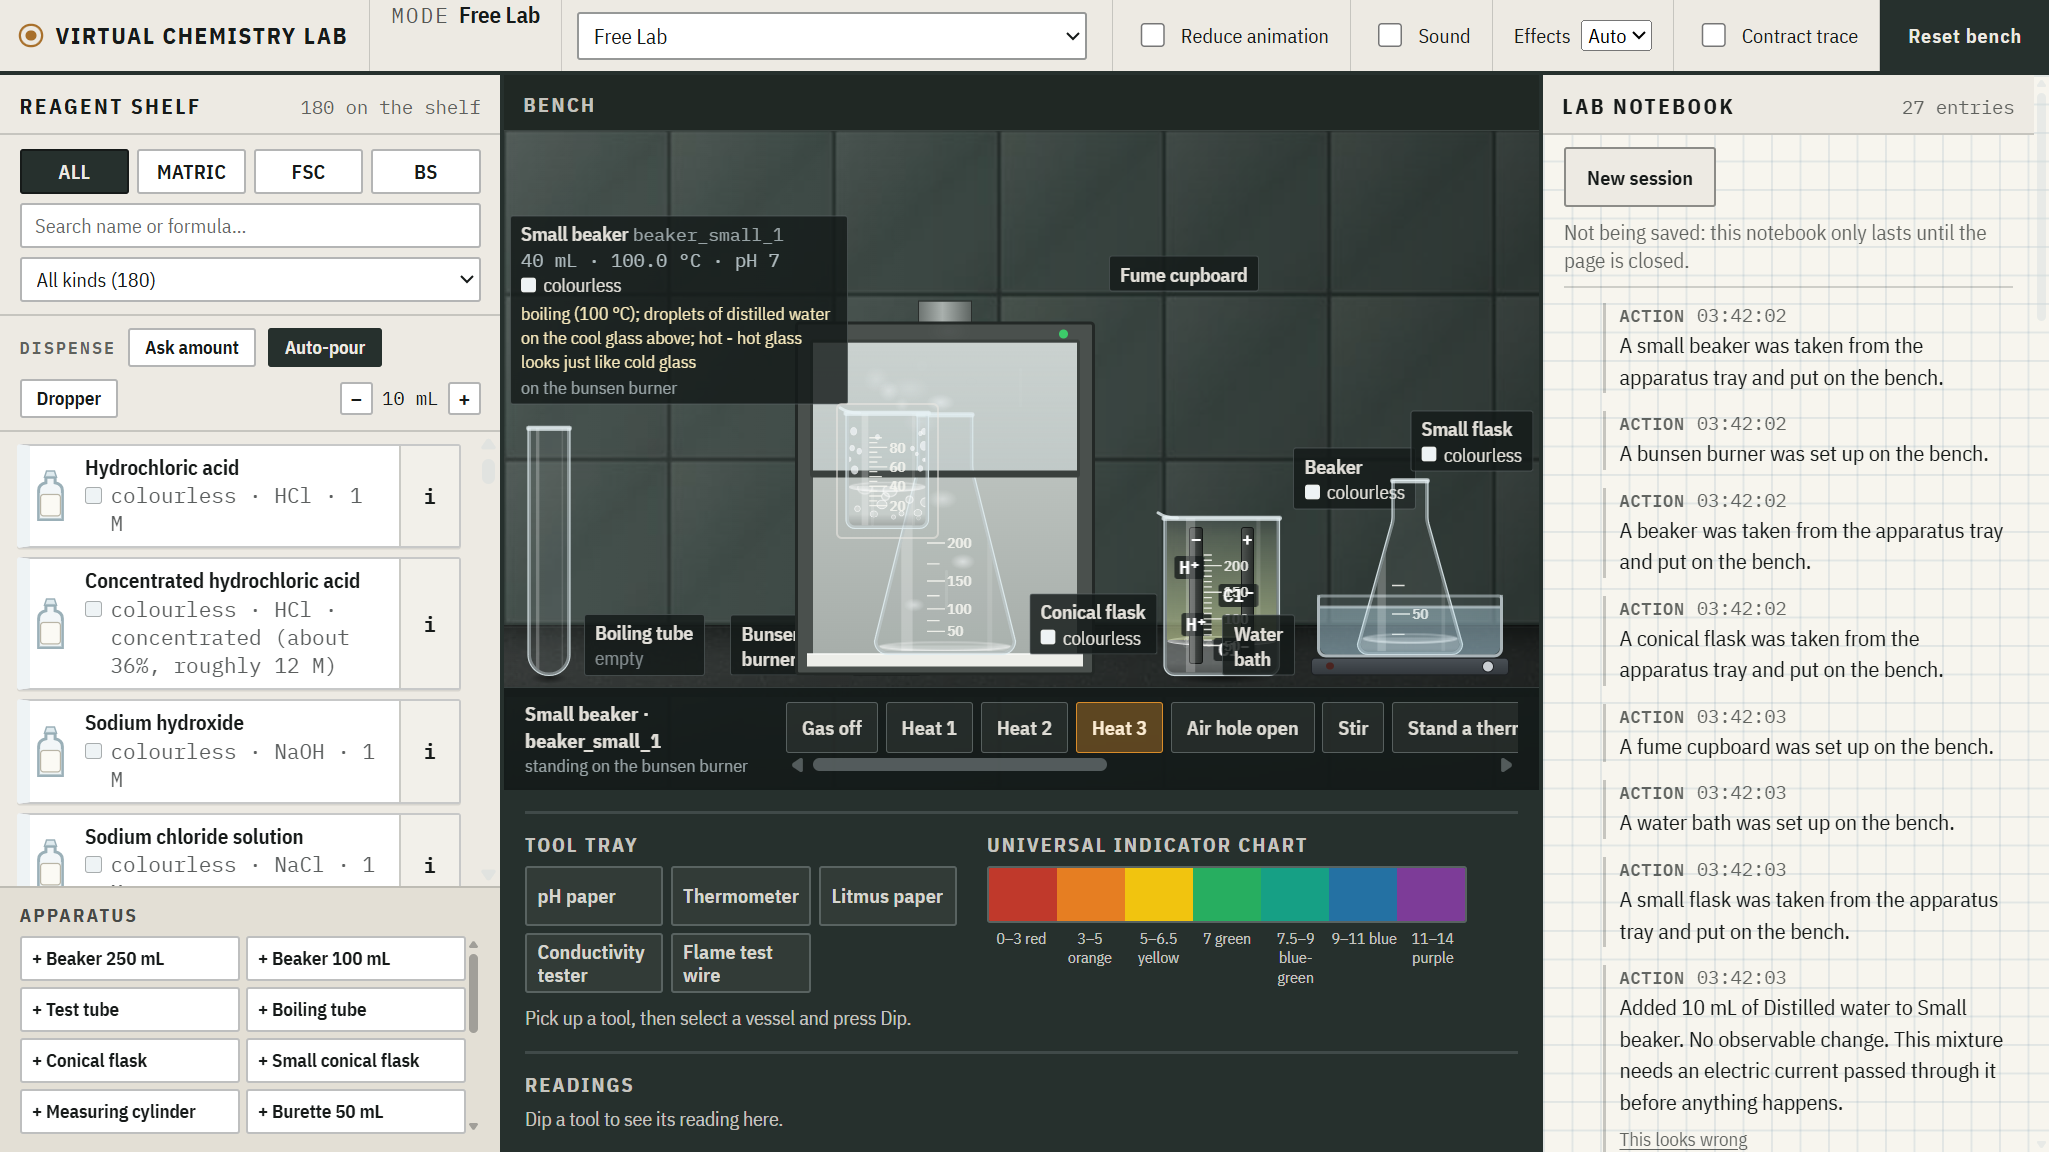 VIRTUAL CHEMISTRY LAB
MODE Free Lab
Free Lab
Reduce animation
Sound
Effects Auto
Contract trace
Reset bench
REAGENT SHELF
180 on the shelf
ALL
MATRIC
FSC
BS
Search name or formula...
All kinds (180)
DISPENSE
Ask amount
Auto-pour
Dropper
− 10 mL +
Hydrochloric acid
colourless · HCl · 1
M
i
Concentrated hydrochloric acid
colourless · HCl ·
concentrated (about
36%, roughly 12 M)
i
Sodium hydroxide
colourless · NaOH · 1
M
i
Sodium chloride solution
colourless · NaCl · 1
i
APPARATUS
+ Beaker 250 mL
+ Beaker 100 mL
+ Test tube
+ Boiling tube
+ Conical flask
+ Small conical flask
+ Measuring cylinder
+ Burette 50 mL
BENCH
Small beaker beaker_small_1
40 mL · 100.0 °C · pH 7
colourless
boiling (100 °C); droplets of distilled water
on the cool glass above; hot - hot glass
looks just like cold glass
on the bunsen burner
Fume cupboard
Small flask
colourless
Beaker
colourless
80
60
40
20
200
150
100
50
− +
H⁺
200
150
Cl⁻
H⁺
100
50
Boiling tube
empty
Bunsen
burner
Conical flask
colourless
Water
bath
Small beaker ·
beaker_small_1
standing on the bunsen burner
Gas off
Heat 1
Heat 2
Heat 3
Air hole open
Stir
Stand a therr
TOOL TRAY
pH paper
Thermometer
Litmus paper
Conductivity
tester
Flame test
wire
Pick up a tool, then select a vessel and press Dip.
UNIVERSAL INDICATOR CHART
0–3 red
3–5
orange
5–6.5
yellow
7 green
7.5–9
blue-
green
9–11 blue
11–14
purple
READINGS
Dip a tool to see its reading here.
LAB NOTEBOOK
27 entries
New session
Not being saved: this notebook only lasts until the
page is closed.
ACTION 03:42:02
A small beaker was taken from the
apparatus tray and put on the bench.
ACTION 03:42:02
A bunsen burner was set up on the bench.
ACTION 03:42:02
A beaker was taken from the apparatus tray
and put on the bench.
ACTION 03:42:02
A conical flask was taken from the
apparatus tray and put on the bench.
ACTION 03:42:03
A fume cupboard was set up on the bench.
ACTION 03:42:03
A water bath was set up on the bench.
ACTION 03:42:03
A small flask was taken from the apparatus
tray and put on the bench.
ACTION 03:42:03
Added 10 mL of Distilled water to Small
beaker. No observable change. This mixture
needs an electric current passed through it
before anything happens.
This looks wrong